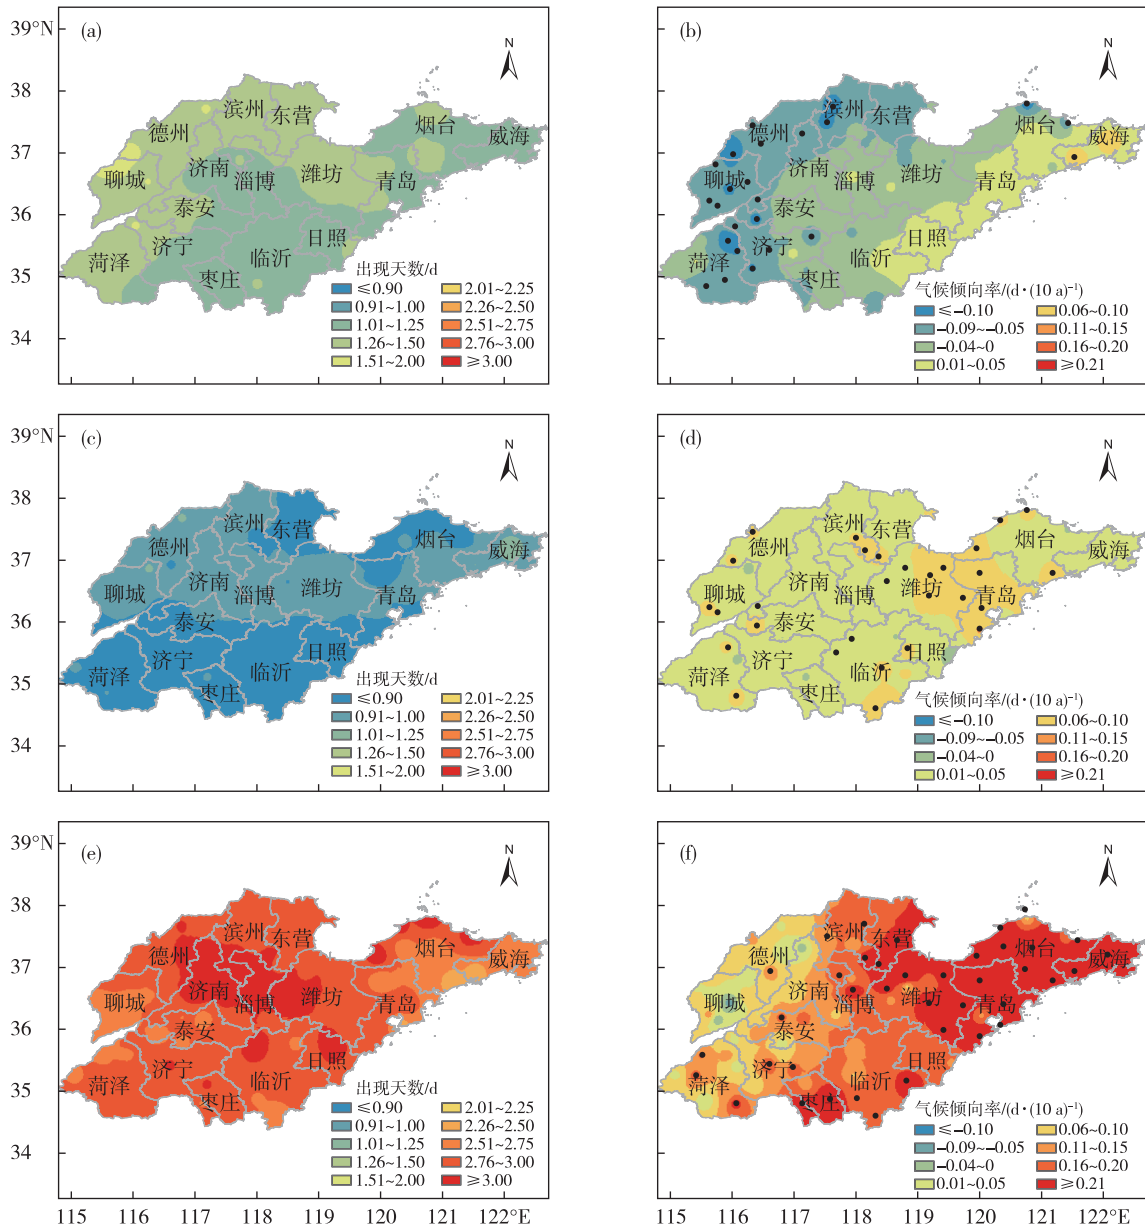 39°N
(a)
N
38
滨州
东营
德州
烟台
威海
37
济南
淄博
潍坊
聊城
青岛
36
泰安
济宁
日照
菏泽
临沂
35
枣庄
34
出现天数/d
≤0.90
2.01~2.25
0.91~1.00
2.26~2.50
1.01~1.25
2.51~2.75
1.26~1.50
2.76~3.00
1.51~2.00
≥3.00
(b)
N
滨州
东营
德州
烟台
威海
济南
淄博
潍坊
聊城
青岛
泰安
济宁
日照
菏泽
临沂
枣庄
气候倾向率/(d·(10 a)⁻¹)
≤−0.10
0.06~0.10
−0.09~−0.05
0.11~0.15
−0.04~0
0.16~0.20
0.01~0.05
≥0.21
39°N
(c)
N
38
滨州
东营
德州
烟台
威海
37
济南
淄博
潍坊
聊城
青岛
36
泰安
济宁
日照
菏泽
临沂
35
枣庄
34
出现天数/d
≤0.90
2.01~2.25
0.91~1.00
2.26~2.50
1.01~1.25
2.51~2.75
1.26~1.50
2.76~3.00
1.51~2.00
≥3.00
(d)
N
滨州
东营
德州
烟台
威海
济南
淄博
潍坊
聊城
青岛
泰安
济宁
日照
菏泽
临沂
枣庄
气候倾向率/(d·(10 a)⁻¹)
≤−0.10
0.06~0.10
−0.09~−0.05
0.11~0.15
−0.04~0
0.16~0.20
0.01~0.05
≥0.21
39°N
(e)
N
38
滨州
东营
德州
烟台
威海
37
济南
淄博
潍坊
聊城
青岛
36
泰安
济宁
日照
菏泽
临沂
35
枣庄
34
出现天数/d
≤0.90
2.01~2.25
0.91~1.00
2.26~2.50
1.01~1.25
2.51~2.75
1.26~1.50
2.76~3.00
1.51~2.00
≥3.00
115 116 117 118 119 120 121 122°E
(f)
N
滨州
东营
德州
烟台
威海
济南
淄博
潍坊
聊城
青岛
泰安
济宁
日照
菏泽
临沂
枣庄
气候倾向率/(d·(10 a)⁻¹)
≤−0.10
0.06~0.10
−0.09~−0.05
0.11~0.15
−0.04~0
0.16~0.20
0.01~0.05
≥0.21
115 116 117 118 119 120 121 122°E